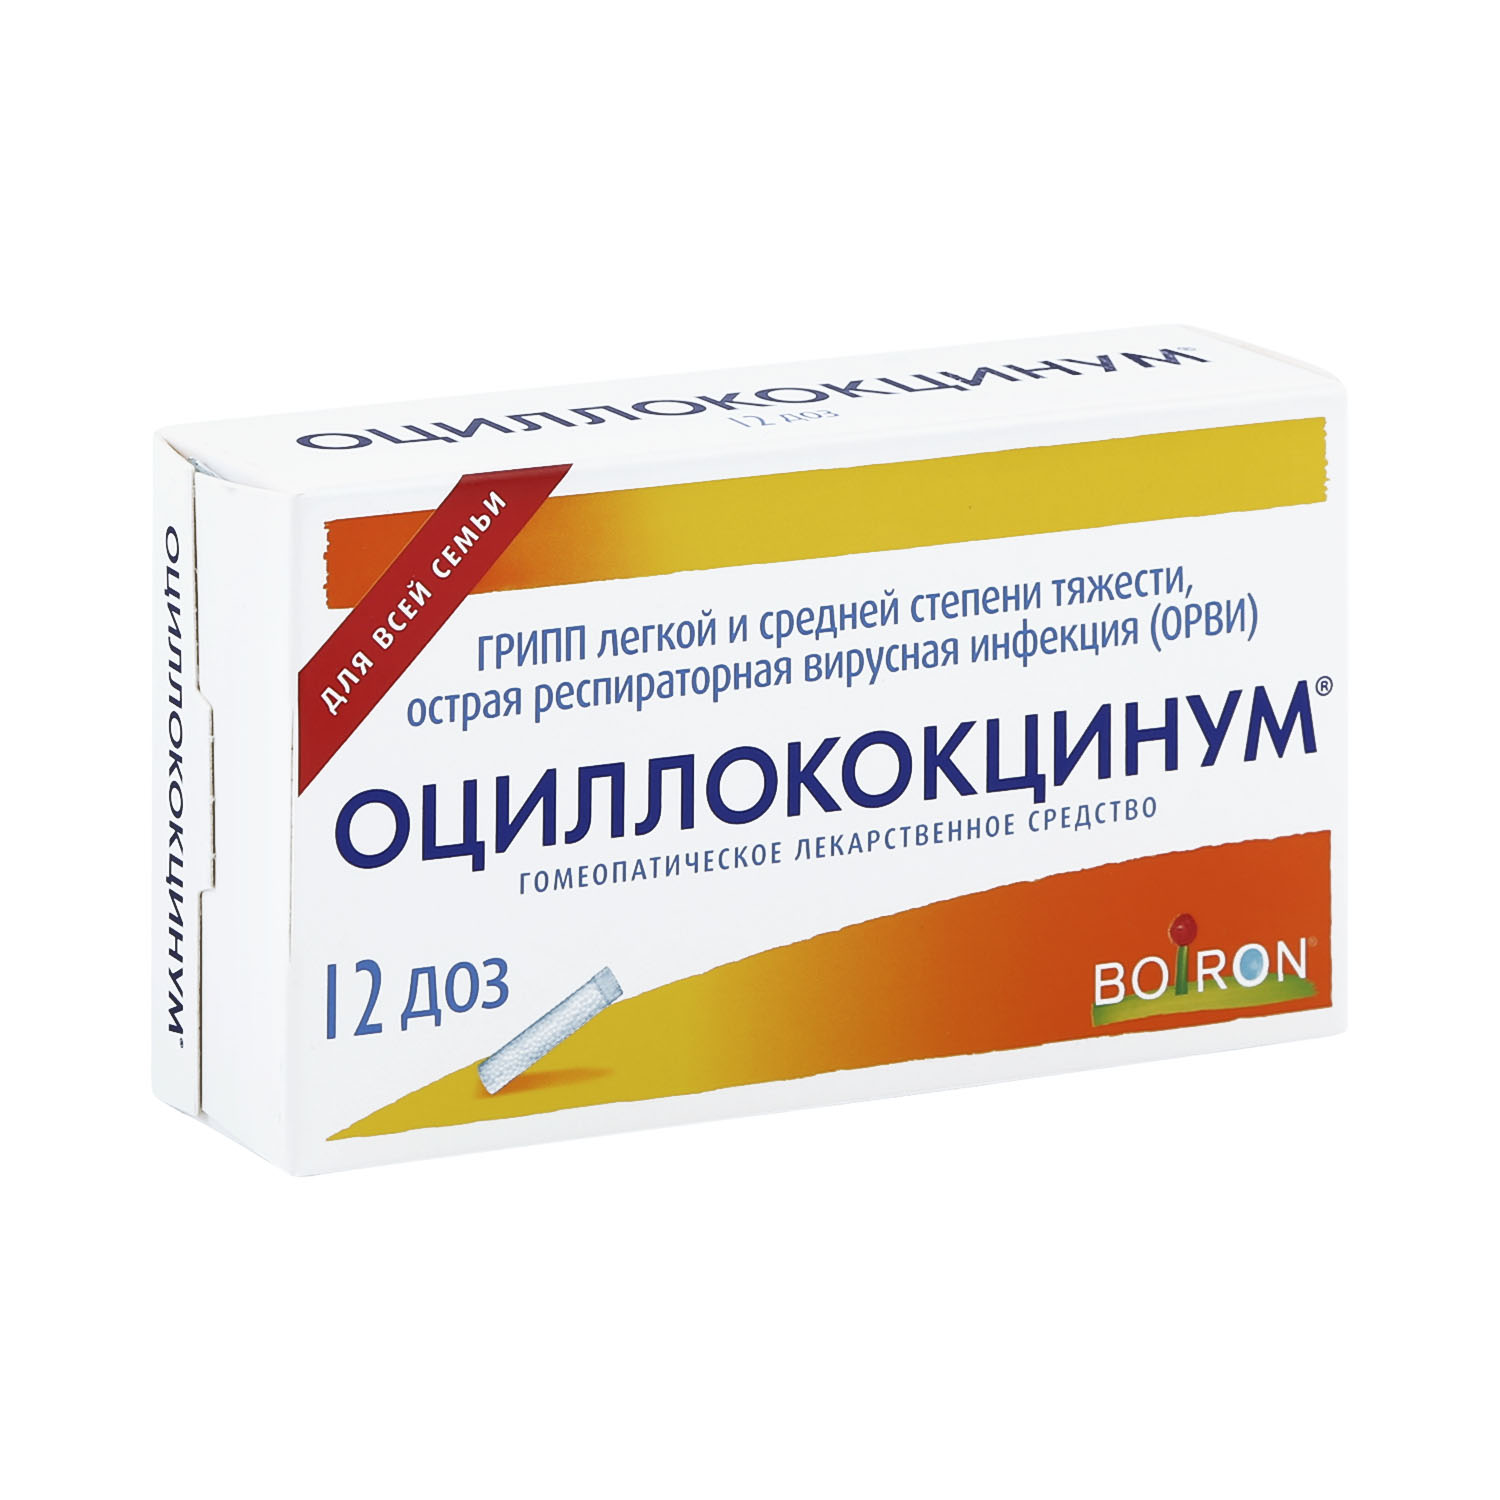 ОЦИЛЛОКОКЦИНУМ®
12 ДОЗ
ДЛЯ ВСЕЙ СЕМЬИ
ГРИПП легкой и средней степени тяжести,
острая респираторная вирусная инфекция (ОРВИ)
ОЦИЛЛОКОКЦИНУМ®
ГОМЕОПАТИЧЕСКОЕ ЛЕКАРСТВЕННОЕ СРЕДСТВО
12 ДОЗ
BOIRON®
ОЦИЛЛОКОКЦИНУМ®